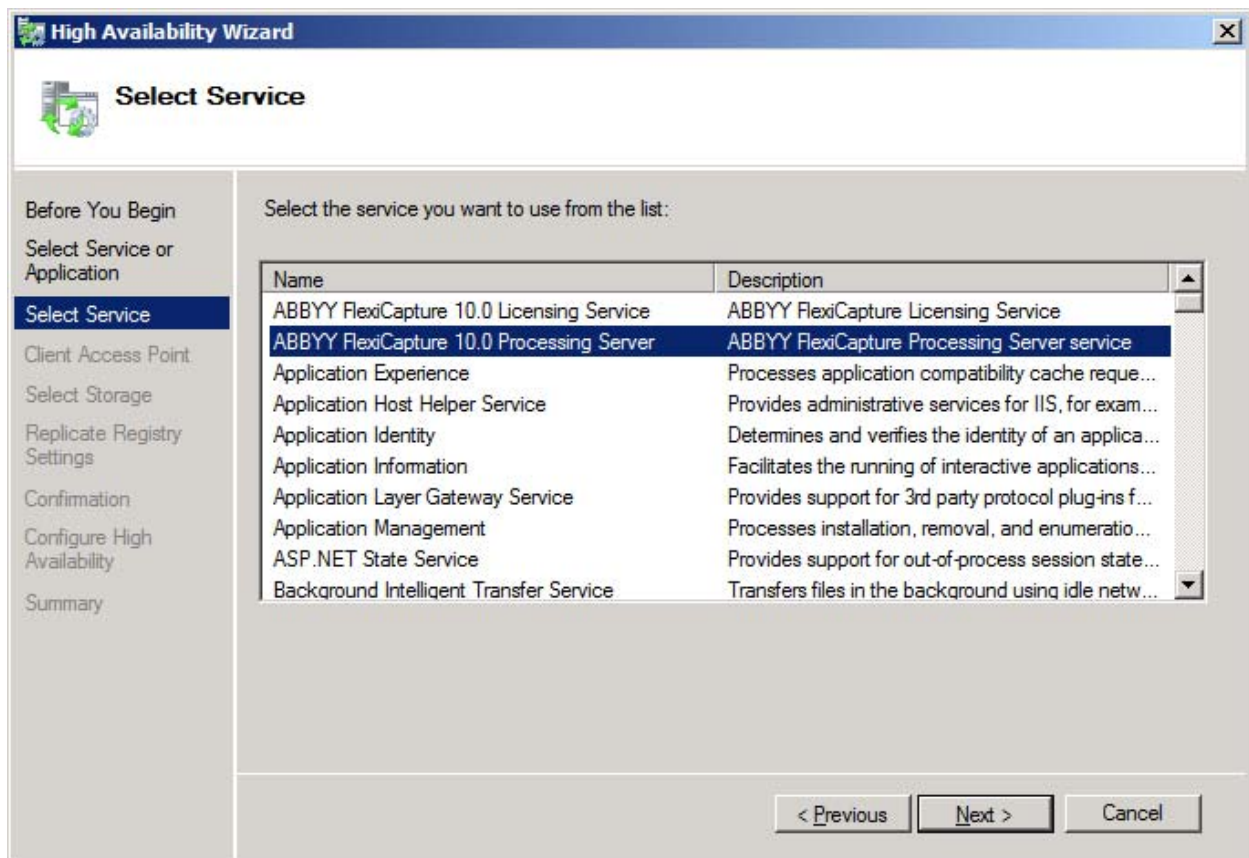 High Availability Wizard
Select Service
Before You Begin
Select Service or
Application
Select Service
Client Access Point
Select Storage
Replicate Registry
Settings
Confirmation
Configure High
Availability
Summary
Select the service you want to use from the list:
Name Description
ABBYY FlexiCapture 10.0 Licensing Service ABBYY FlexiCapture Licensing Service
ABBYY FlexiCapture 10.0 Processing Server ABBYY FlexiCapture Processing Server service
Application Experience Processes application compatibility cache reque...
Application Host Helper Service Provides administrative services for IIS, for exam...
Application Identity Determines and verifies the identity of an applica...
Application Information Facilitates the running of interactive applications...
Application Layer Gateway Service Provides support for 3rd party protocol plug-ins f...
Application Management Processes installation, removal, and enumeratio...
ASP.NET State Service Provides support for out-of-process session state...
Background Intelligent Transfer Service Transfers files in the background using idle netw...
< Previous Next > Cancel